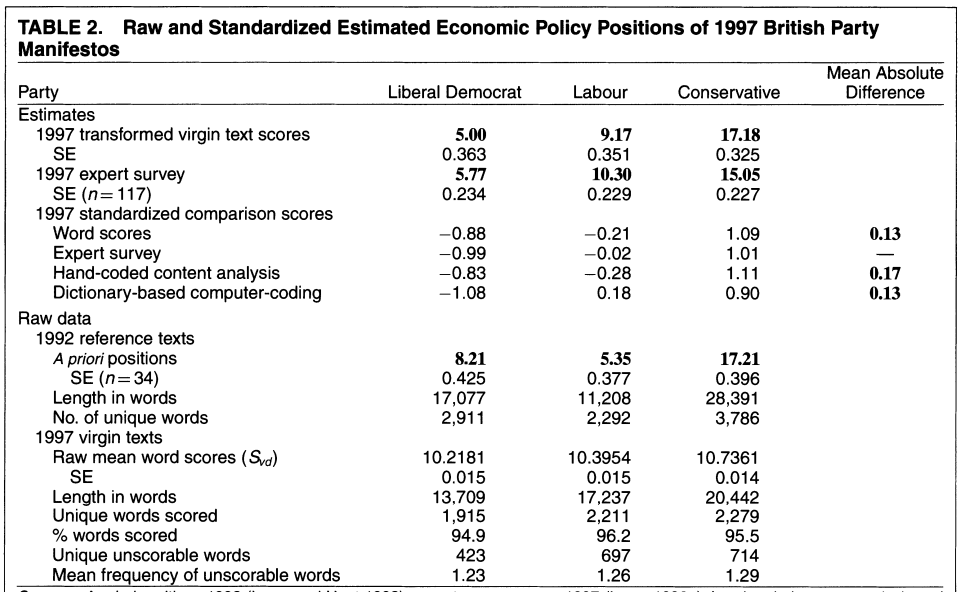 TABLE 2. Raw and Standardized Estimated Economic Policy Positions of 1997 British Party
Manifestos
Mean Absolute
Party Liberal Democrat Labour Conservative Difference
Estimates
1997 transformed virgin text scores 5.00 9.17 17.18
SE 0.363 0.351 0.325
1997 expert survey 5.77 10.30 15.05
SE (n=117) 0.234 0.229 0.227
1997 standardized comparison scores
Word scores −0.88 −0.21 1.09 0.13
Expert survey −0.99 −0.02 1.01 —
Hand-coded content analysis −0.83 −0.28 1.11 0.17
Dictionary-based computer-coding −1.08 0.18 0.90 0.13
Raw data
1992 reference texts
A priori positions 8.21 5.35 17.21
SE (n=34) 0.425 0.377 0.396
Length in words 17,077 11,208 28,391
No. of unique words 2,911 2,292 3,786
1997 virgin texts
Raw mean word scores (Svd) 10.2181 10.3954 10.7361
SE 0.015 0.015 0.014
Length in words 13,709 17,237 20,442
Unique words scored 1,915 2,211 2,279
% words scored 94.9 96.2 95.5
Unique unscorable words 423 697 714
Mean frequency of unscorable words 1.23 1.26 1.29